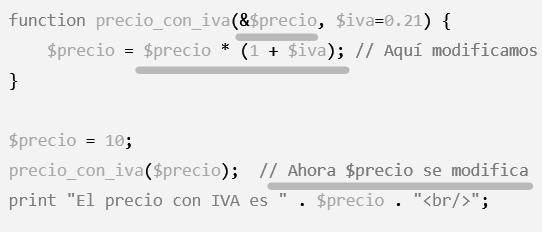 function precio_con_iva(&$precio, $iva=0.21) {
$precio = $precio * (1 + $iva); // Aquí modificamos
}
$precio = 10;
precio_con_iva($precio); // Ahora $precio se modifica
print "El precio con IVA es " . $precio . "<br/>";